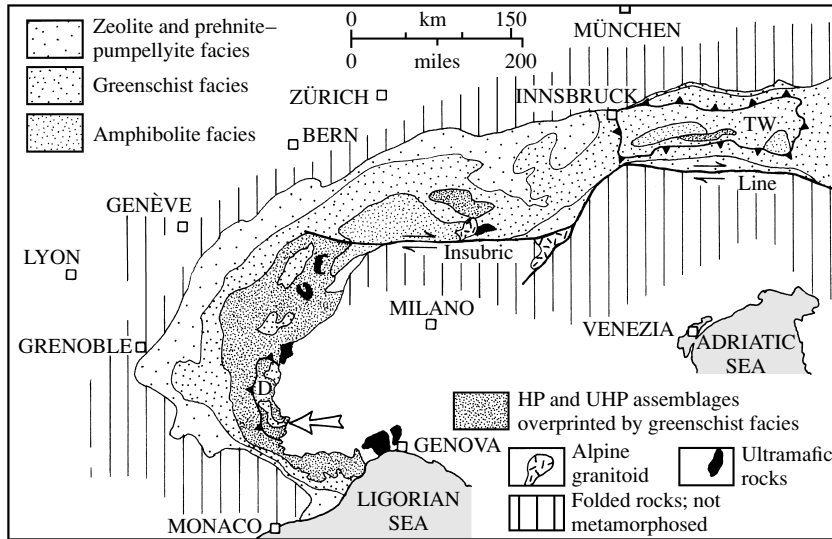 Zeolite and prehnite–
pumpellyite facies
Greenschist facies
Amphibolite facies
0 km 150
0 miles 200
MÜNCHEN
ZÜRICH
INNSBRUCK
BERN
TW
Line
GENÈVE
Insubric
LYON
MILANO
VENEZIA
ADRIATIC
SEA
GRENOBLE
D
HP and UHP assemblages
overprinted by greenschist facies
GENOVA
Alpine
granitoid
Ultramafic
rocks
LIGORIAN
SEA
Folded rocks; not
metamorphosed
MONACO